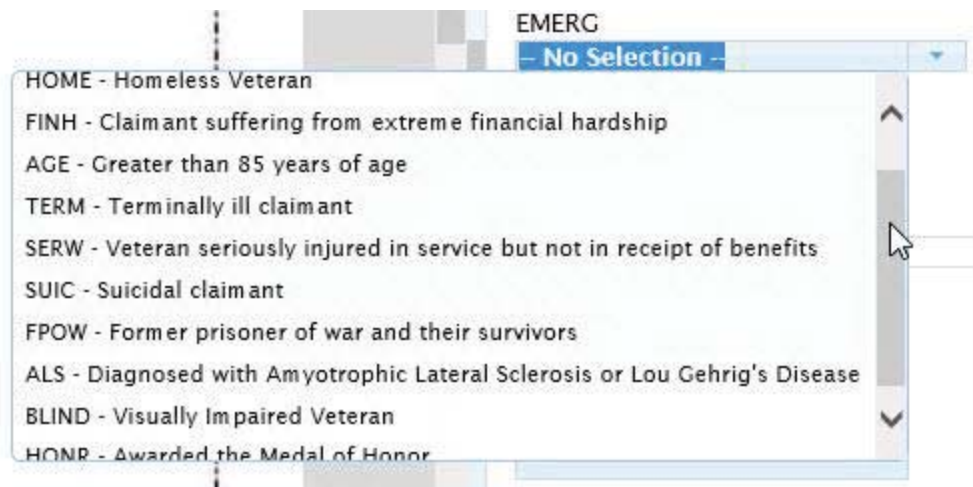 EMERG
-- No Selection --
HOME - Homeless Veteran
FINH - Claimant suffering from extreme financial hardship
AGE - Greater than 85 years of age
TERM - Terminally ill claimant
SERW - Veteran seriously injured in service but not in receipt of benefits
SUIC - Suicidal claimant
FPOW - Former prisoner of war and their survivors
ALS - Diagnosed with Amyotrophic Lateral Sclerosis or Lou Gehrig's Disease
BLIND - Visually Impaired Veteran
HONR - Awarded the Medal of Honor